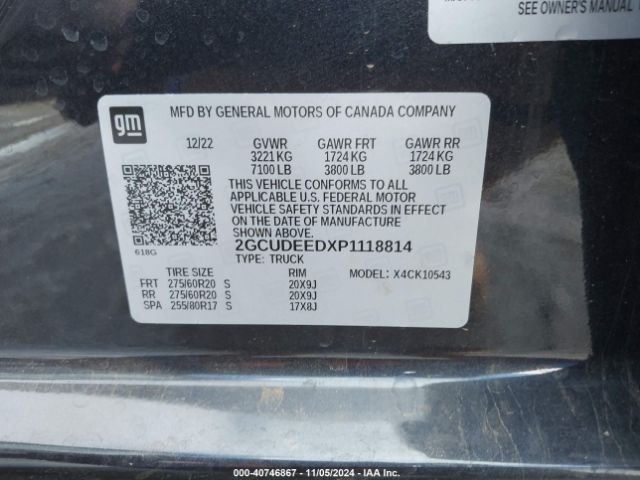 SEE OWNER'S MANUAL
gm
MFD BY GENERAL MOTORS OF CANADA COMPANY
12/22 GVWR GAWR FRT GAWR RR
3221 KG 1724 KG 1724 KG
7100 LB 3800 LB 3800 LB
THIS VEHICLE CONFORMS TO ALL
APPLICABLE U.S. FEDERAL MOTOR
VEHICLE SAFETY STANDARDS IN EFFECT
ON THE DATE OF MANUFACTURE
SHOWN ABOVE.
618G
2GCUDEEDXP1118814
TYPE: TRUCK
TIRE SIZE RIM MODEL: X4CK10543
FRT 275/60R20 S 20X9J
RR 275/60R20 S 20X9J
SPA 255/80R17 S 17X8J
© - 40746867 - 11/05/2024 - IAA Inc.